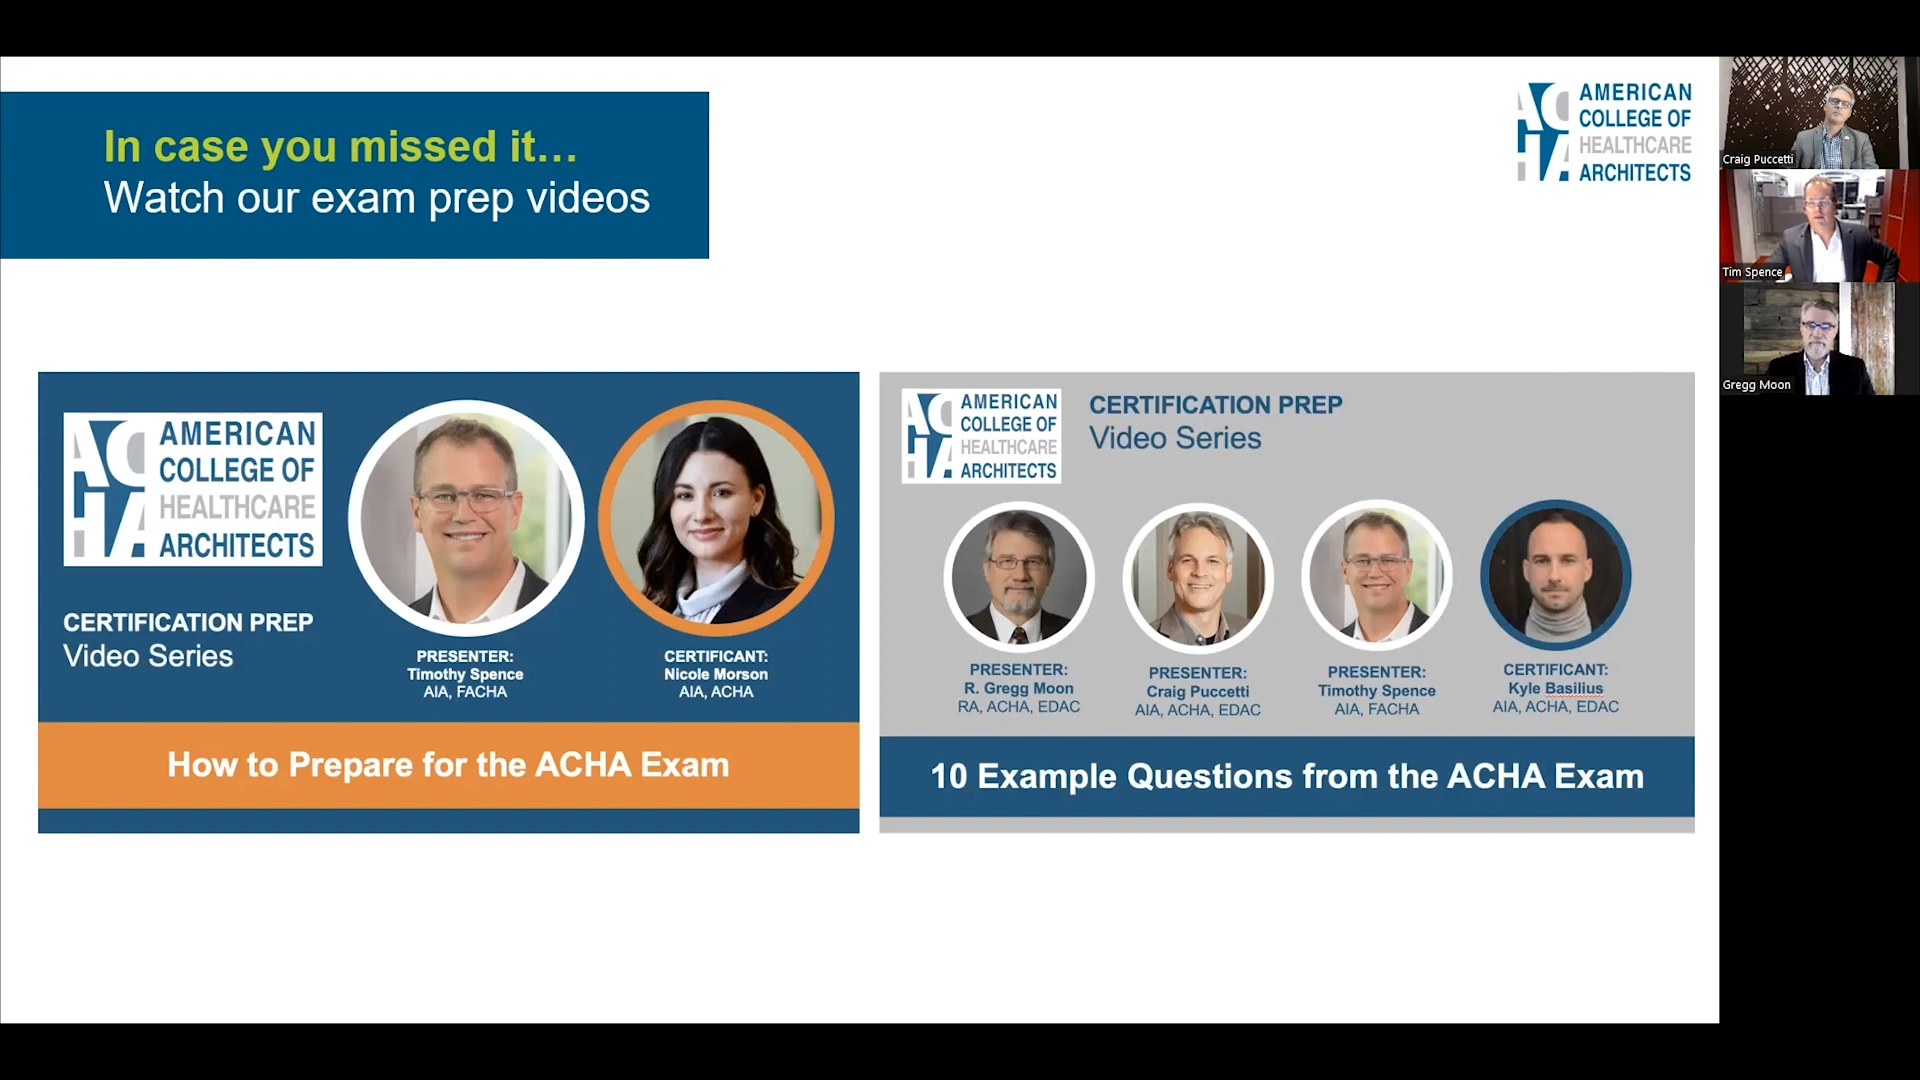 In case you missed it...
Watch our exam prep videos
ACHA
AMERICAN
COLLEGE OF
HEALTHCARE
ARCHITECTS
Craig Puccetti
Tim Spence
Gregg Moon
ACHA
AMERICAN
COLLEGE OF
HEALTHCARE
ARCHITECTS
CERTIFICATION PREP
Video Series
PRESENTER:
Timothy Spence
AIA, FACHA
CERTIFICANT:
Nicole Morson
AIA, ACHA
How to Prepare for the ACHA Exam
ACHA
AMERICAN
COLLEGE OF
HEALTHCARE
ARCHITECTS
CERTIFICATION PREP
Video Series
PRESENTER:
R. Gregg Moon
RA, ACHA, EDAC
PRESENTER:
Craig Puccetti
AIA, ACHA, EDAC
PRESENTER:
Timothy Spence
AIA, FACHA
CERTIFICANT:
Kyle Basilius
AIA, ACHA, EDAC
10 Example Questions from the ACHA Exam